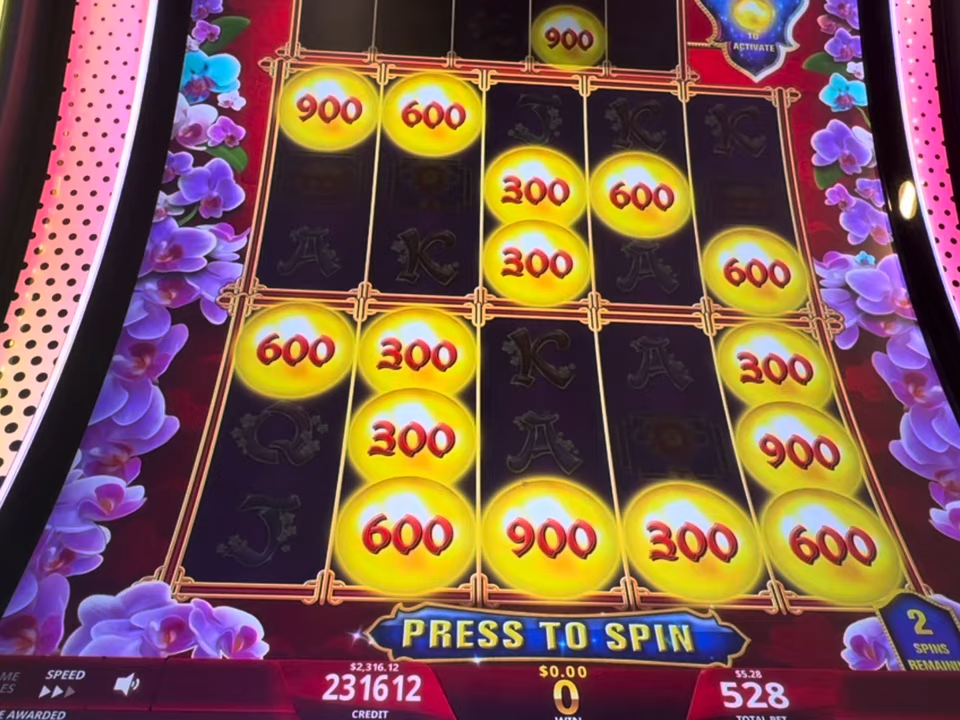 900
TO
ACTIVATE
900 600 J K K
300 600
A K 300 A 600
600 300 K A 300
Q 300 A 900
J 600 900 300 600
PRESS TO SPIN
2
SPINS
$2,316.12 $0.00 $5.28
SPEED
231612 0 528
CREDIT WIN TOTAL BET
AWARDED